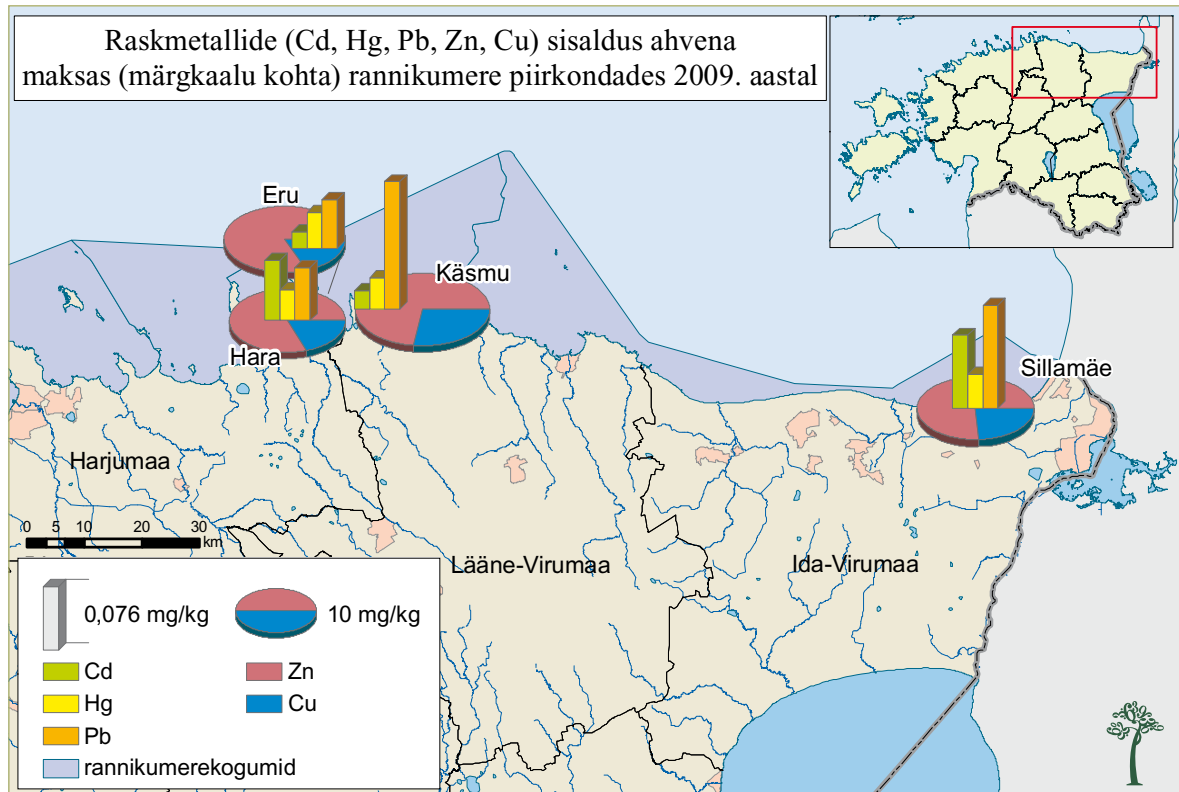 Raskmetallide (Cd, Hg, Pb, Zn, Cu) sisaldus ahvena
maksas (märgkaalu kohta) rannikumere piirkondades 2009. aastal
Eru
Käsmu
Hara
Sillamäe
Harjumaa
Lääne-Virumaa
Ida-Virumaa
0 5 10 20 30
km
0,076 mg/kg 10 mg/kg
Cd Zn
Hg Cu
Pb
rannikumerekogumid